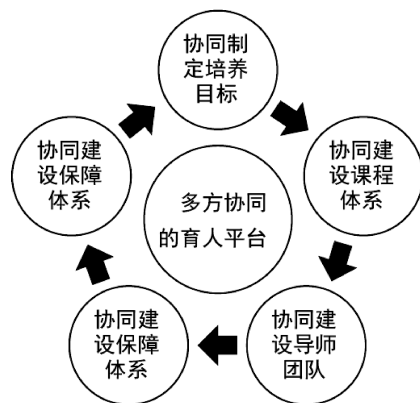 协同制
定培养
目标
协同建
设课程
体系
协同建
设导师
团队
协同建
设保障
体系
协同建
设保障
体系
多方协同
的育人平台